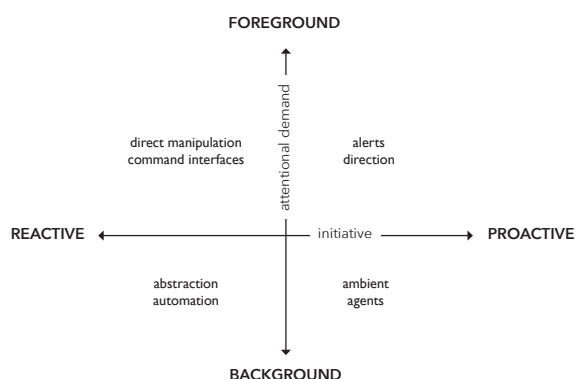 FOREGROUND
attentional demand
direct manipulation
command interfaces
alerts
direction
REACTIVE
initiative
PROACTIVE
abstraction
automation
ambient
agents
BACKGROUND